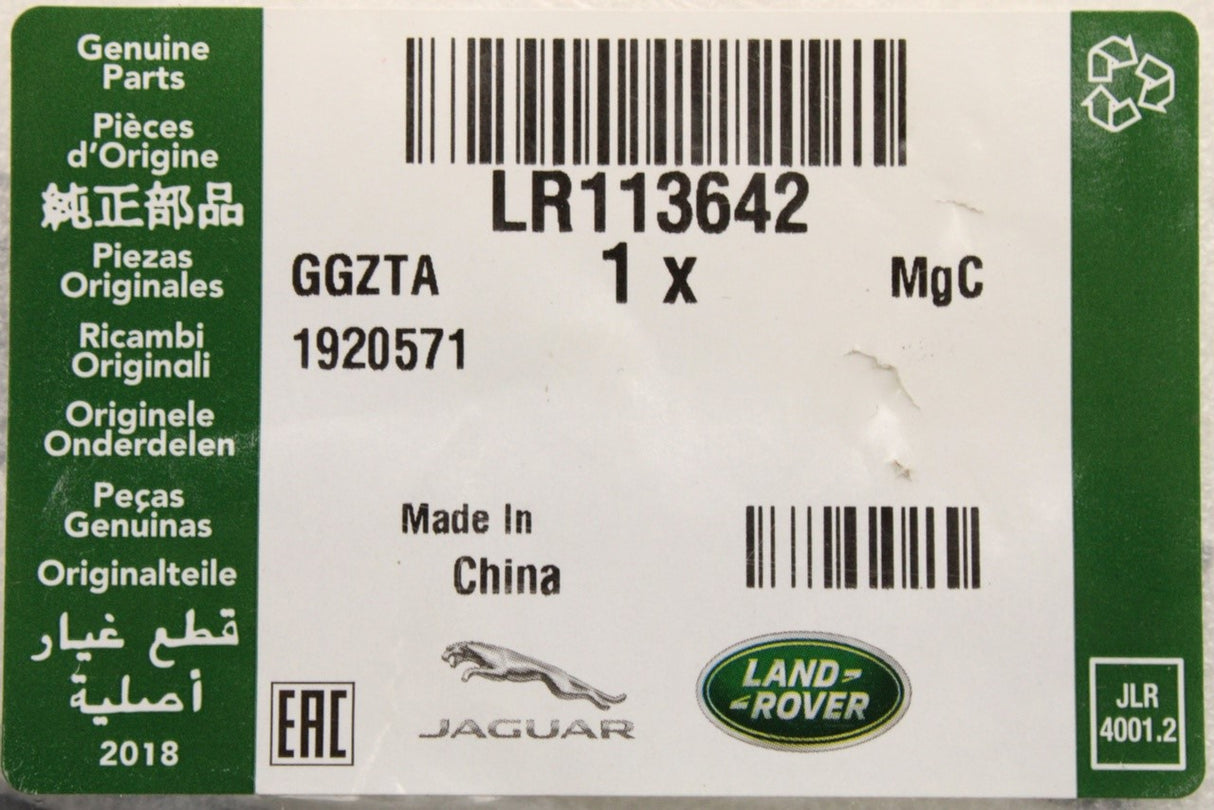 Genuine
Parts
Pièces
d'Origine
純正部品
Piezas
Originales
Ricambi
Originali
Originele
Onderdelen
Peças
Genuinas
Originalteile
قطع غيار
أصلية
2018
LR113642
GGZTA
1 x
MgC
1920571
Made In
China
EAC
JAGUAR
LAND-
-ROVER
JLR
4001.2